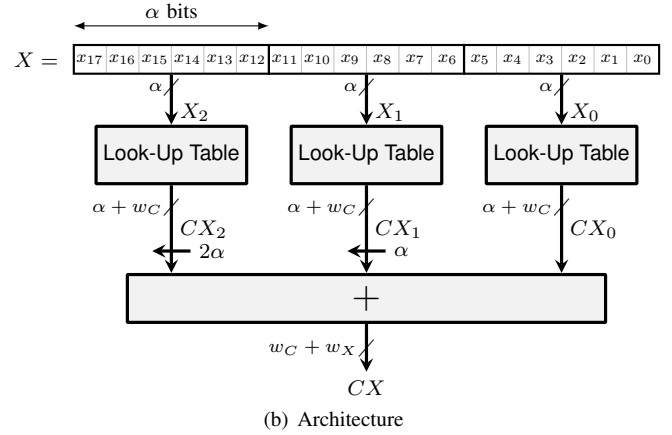 α bits
X = x17 x16 x15 x14 x13 x12 x11 x10 x9 x8 x7 x6 x5 x4 x3 x2 x1 x0
α α α
X2 X1 X0
Look-Up Table Look-Up Table Look-Up Table
α + wC α + wC α + wC
CX2 CX1 CX0
2α α
+
wC + wX
CX
(b) Architecture